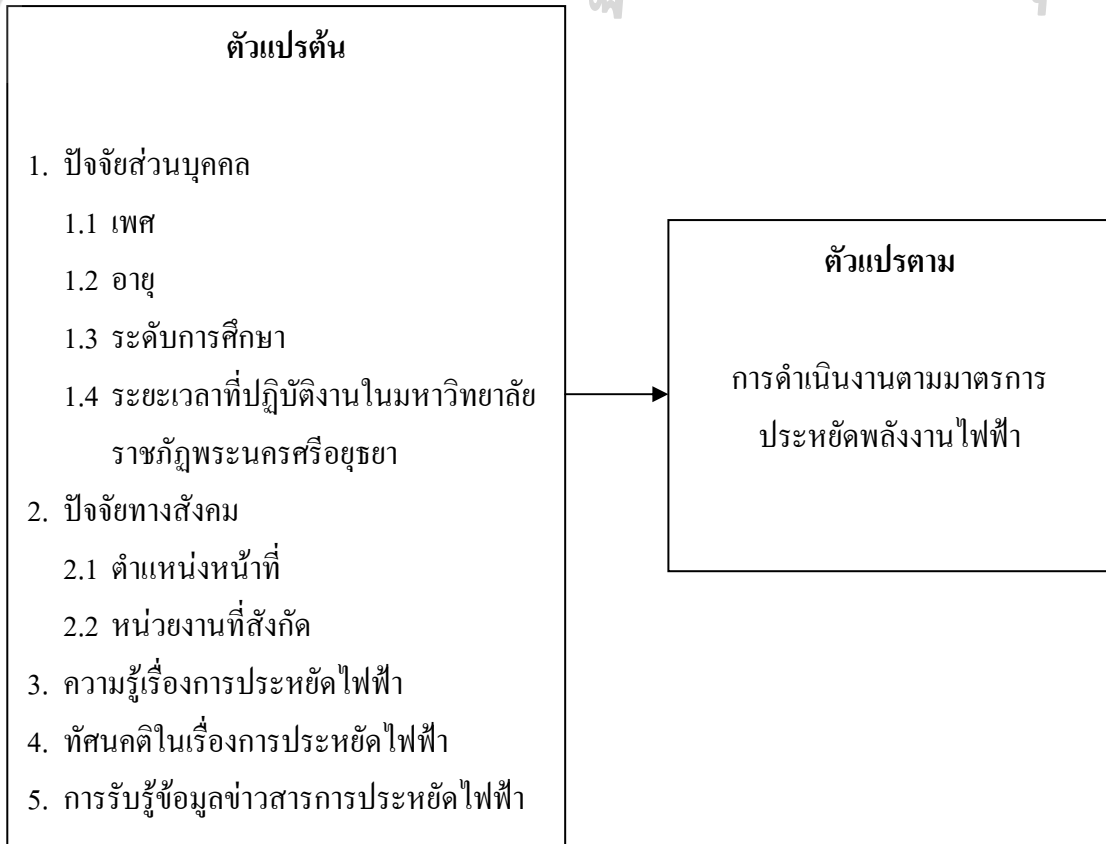 ตัวแปรต้น
1. ปัจจัยส่วนบุคคล
1.1 เพศ
1.2 อายุ
1.3 ระดับการศึกษา
1.4 ระยะเวลาที่ปฏิบัติงานในมหาวิทยาลัย
ราชภัฏพระนครศรีอยุธยา
2. ปัจจัยทางสังคม
2.1 ตำแหน่งหน้าที่
2.2 หน่วยงานที่สังกัด
3. ความรู้เรื่องการประหยัดไฟฟ้า
4. ทัศนคติในเรื่องการประหยัดไฟฟ้า
5. การรับรู้ข้อมูลข่าวสารการประหยัดไฟฟ้า
ตัวแปรตาม
การดำเนินงานตามมาตรการ
ประหยัดพลังงานไฟฟ้า